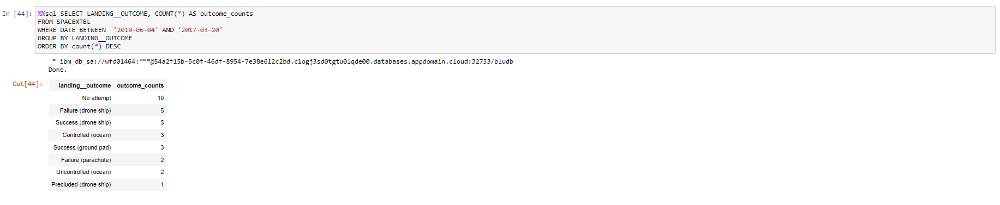 In [44]: %%sql SELECT LANDING__OUTCOME, COUNT(*) AS outcome_counts
FROM SPACEXTBL
WHERE DATE BETWEEN  '2010-06-04' AND '2017-03-20'
GROUP BY LANDING__OUTCOME
ORDER BY count(*) DESC
* ibm_db_sa://wfd01464:***@54a2f15b-5c0f-46df-8954-7e38e612c2bd.c1ogj3sd0tgtu0lqde00.databases.appdomain.cloud:32733/bludb
Done.
Out[44]: landing__outcome outcome_counts
No attempt 10
Failure (drone ship) 5
Success (drone ship) 5
Controlled (ocean) 3
Success (ground pad) 3
Failure (parachute) 2
Uncontrolled (ocean) 2
Precluded (drone ship) 1